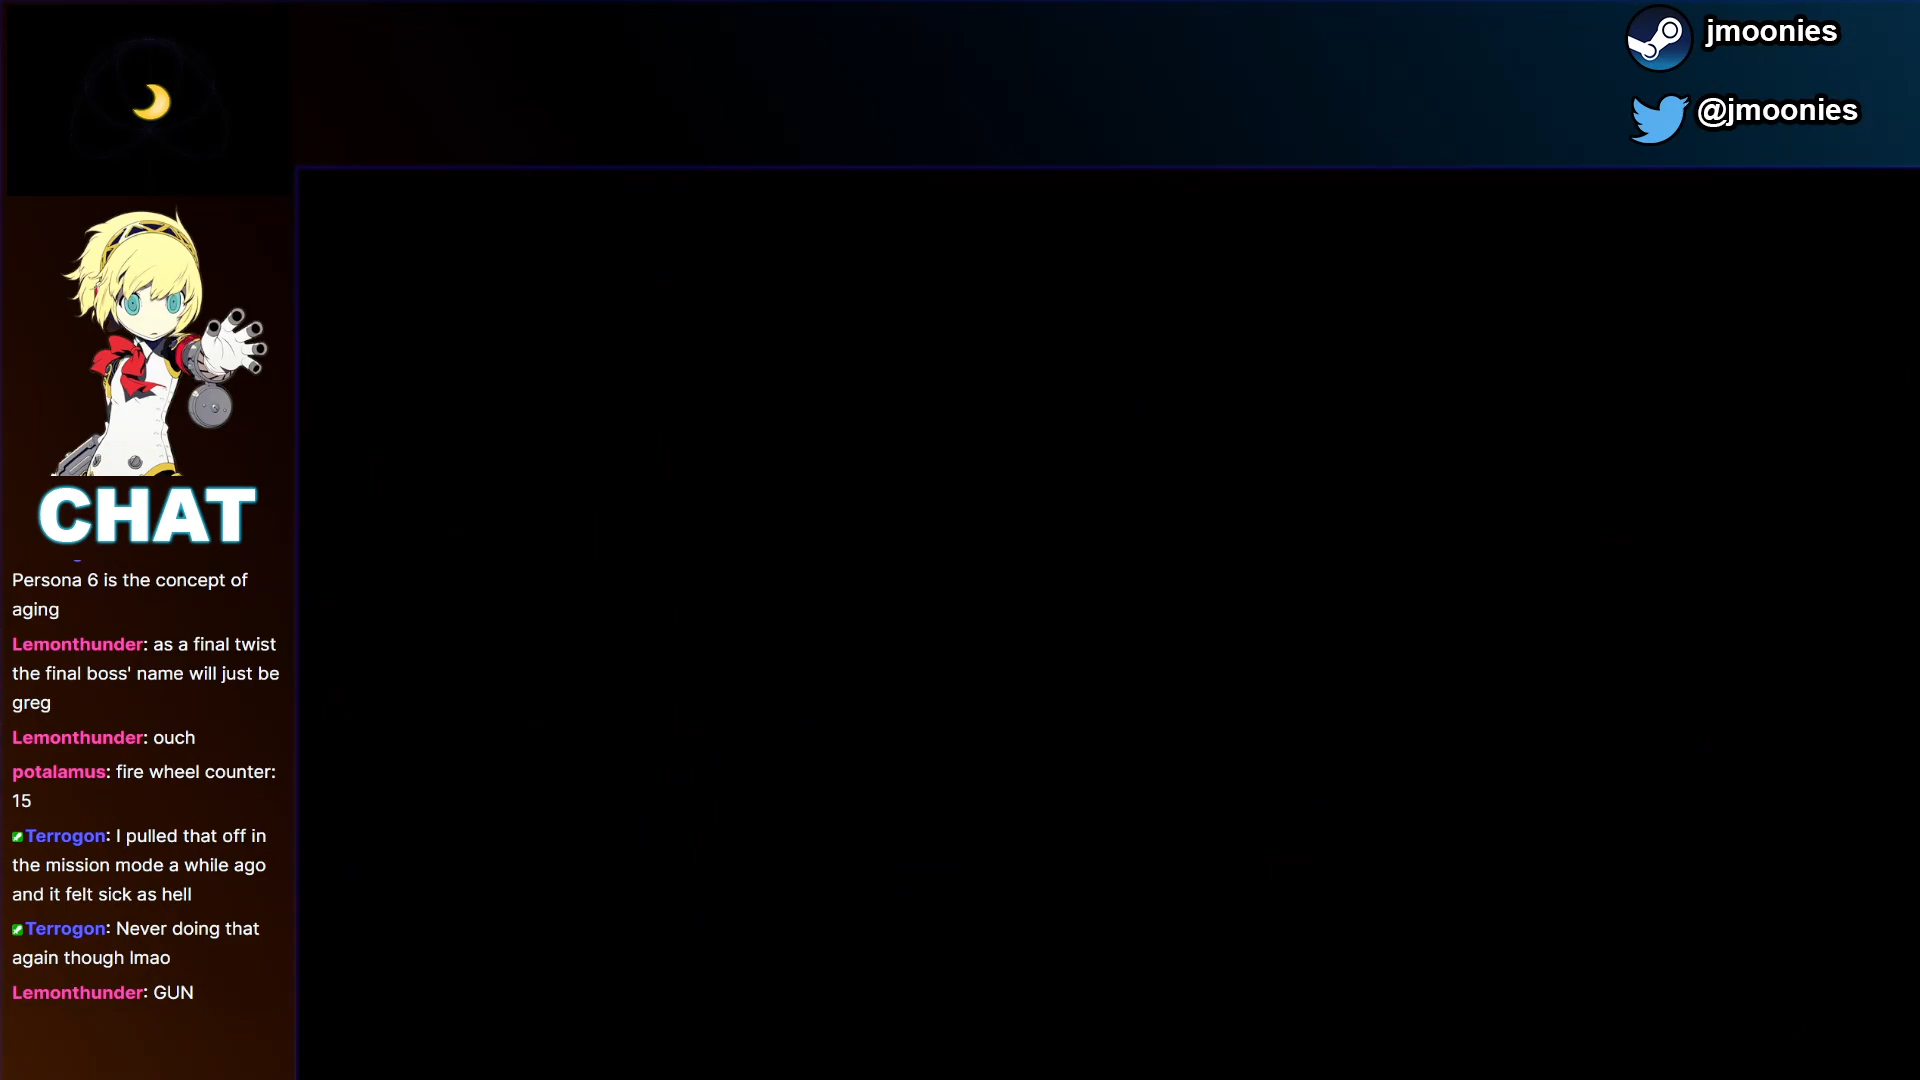 jmoonies
@jmoonies
CHAT
Persona 6 is the concept of
aging
Lemonthunder: as a final twist
the final boss' name will just be
greg
Lemonthunder: ouch
potalamus: fire wheel counter:
15
Terrogon: I pulled that off in
the mission mode a while ago
and it felt sick as hell
Terrogon: Never doing that
again though lmao
Lemonthunder: GUN